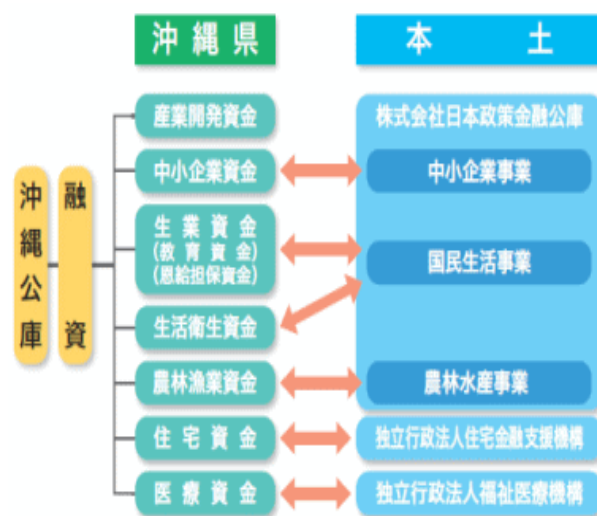 沖縄県
本土
沖縄公庫
融資
産業開発資金
株式会社日本政策金融公庫
中小企業資金
中小企業事業
生業資金
(教育資金)
(恩給担保資金)
国民生活事業
生活衛生資金
農林漁業資金
農林水産事業
住宅資金
独立行政法人住宅金融支援機構
医療資金
独立行政法人福祉医療機構